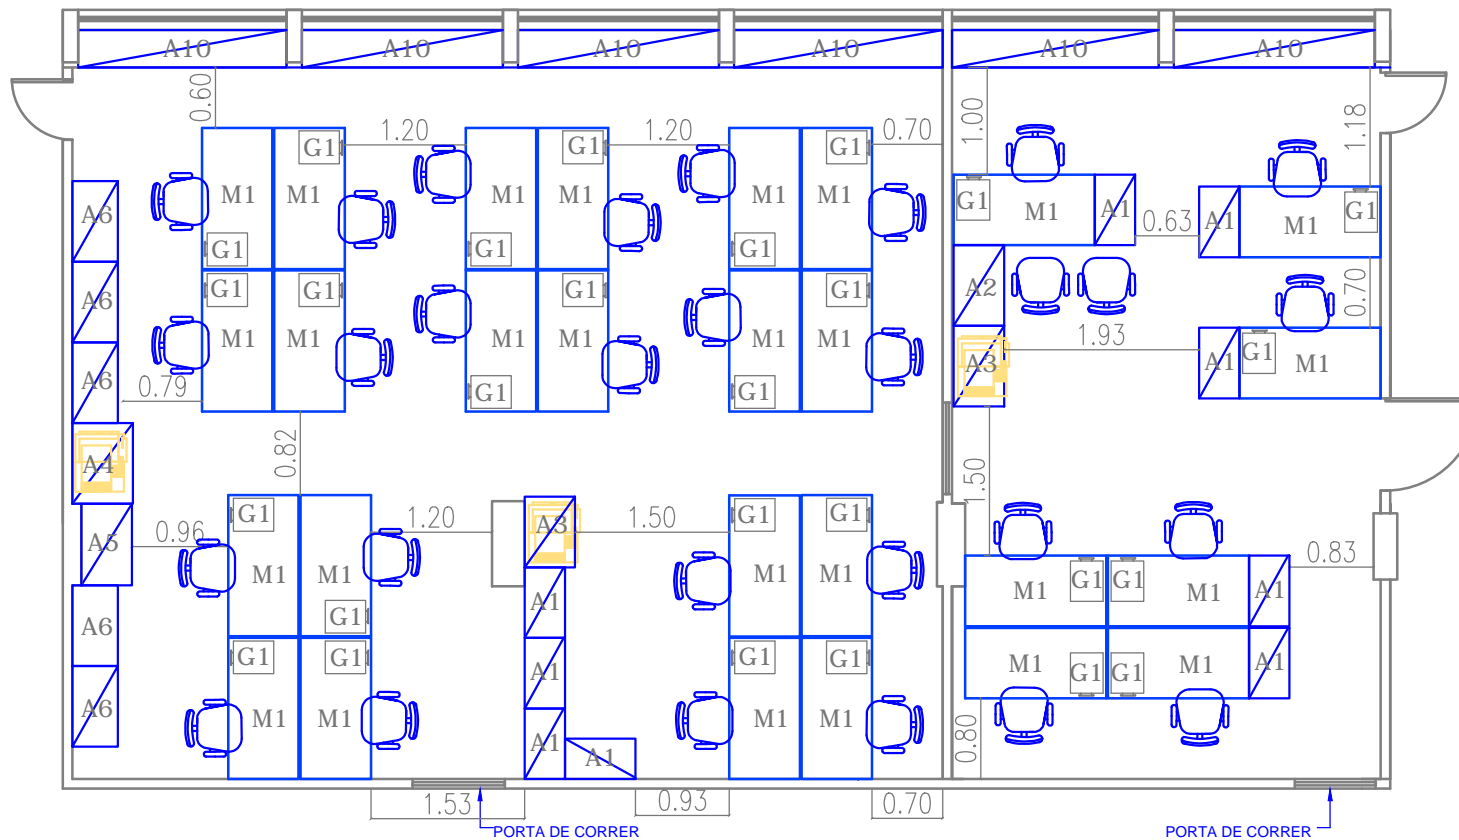 A10 A10 A10 A10 A10 A10
0.60 1.00 1.18
1.20 1.20 0.70
G1 G1 G1
M1 M1 M1 M1 M1 M1
G1 G1 G1
A6
G1 M1 A1 0.63 A1 M1 G1
G1 G1 G1 G1
M1 M1 M1 M1 M1 M1
G1 G1
A6
A2
0.70
A6
0.79
1.93
A3
A1 G1 M1
0.82
A4
1.50
G1 G1 G1
A5
0.96
1.20
A3
1.50
M1 M1 M1 M1
G1
A1
0.83
M1 G1 G1 M1 A1
A6
G1 G1 G1 G1
A1
M1 G1 G1 M1 A1
A6
M1 M1 M1 M1
A1 A1
0.80
1.53 0.93 0.70
PORTA DE CORRER PORTA DE CORRER